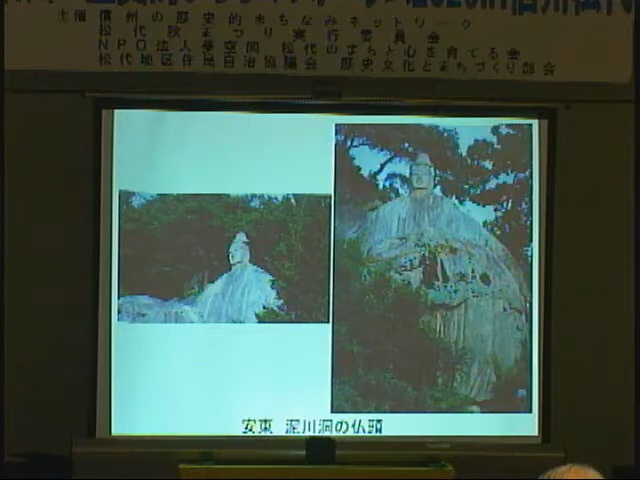 主催 信州の歴史的まちなみネットワーク
松代秋まつり実行委員会
NPO法人夢空間 松代のまちと心を育てる会
松代地区住民自治協議会 歴史文化とまちづくり部会
安東 泥川洞の仏頭